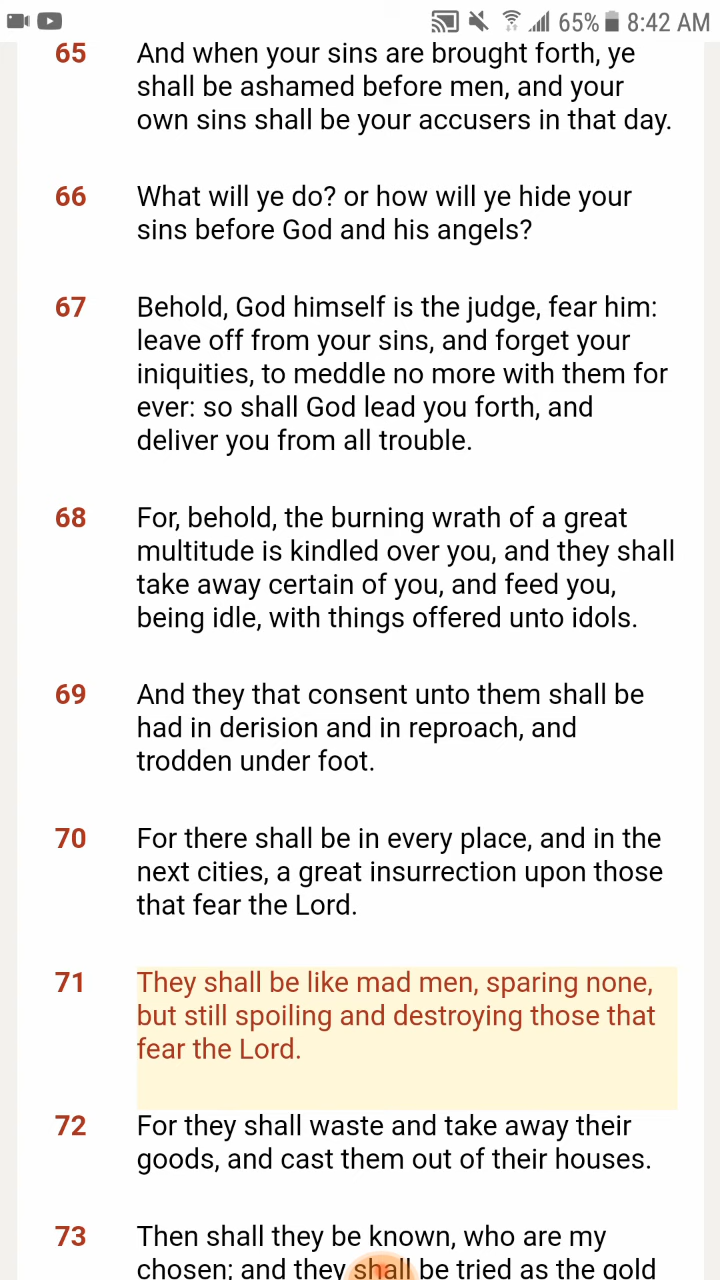 65% 8:42 AM
65 And when your sins are brought forth, ye
shall be ashamed before men, and your
own sins shall be your accusers in that day.
66 What will ye do? or how will ye hide your
sins before God and his angels?
67 Behold, God himself is the judge, fear him:
leave off from your sins, and forget your
iniquities, to meddle no more with them for
ever: so shall God lead you forth, and
deliver you from all trouble.
68 For, behold, the burning wrath of a great
multitude is kindled over you, and they shall
take away certain of you, and feed you,
being idle, with things offered unto idols.
69 And they that consent unto them shall be
had in derision and in reproach, and
trodden under foot.
70 For there shall be in every place, and in the
next cities, a great insurrection upon those
that fear the Lord.
71 They shall be like mad men, sparing none,
but still spoiling and destroying those that
fear the Lord.
72 For they shall waste and take away their
goods, and cast them out of their houses.
73 Then shall they be known, who are my
chosen; and they shall be tried as the gold